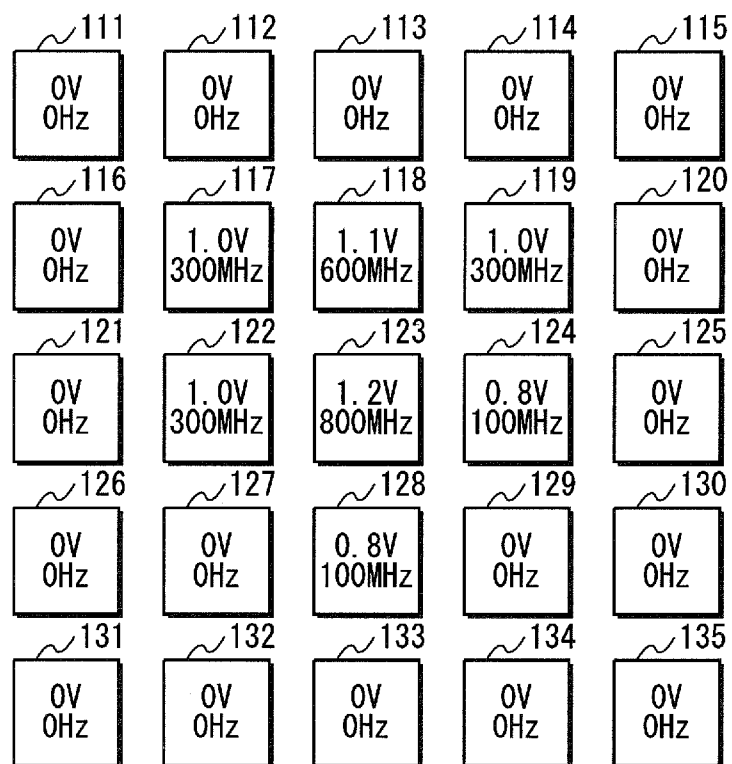 111 112 113 114 115
0V 0V 0V 0V 0V
0Hz 0Hz 0Hz 0Hz 0Hz
116 117 118 119 120
0V 1.0V 1.1V 1.0V 0V
0Hz 300MHz 600MHz 300MHz 0Hz
121 122 123 124 125
0V 1.0V 1.2V 0.8V 0V
0Hz 300MHz 800MHz 100MHz 0Hz
126 127 128 129 130
0V 0V 0.8V 0V 0V
0Hz 0Hz 100MHz 0Hz 0Hz
131 132 133 134 135
0V 0V 0V 0V 0V
0Hz 0Hz 0Hz 0Hz 0Hz